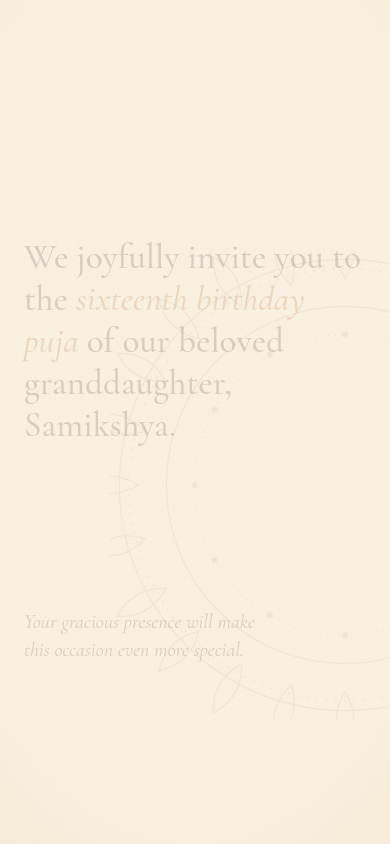 We joyfully invite you to
the sixteenth birthday
puja of our beloved
granddaughter,
Samikshya.
Your gracious presence will make
this occasion even more special.